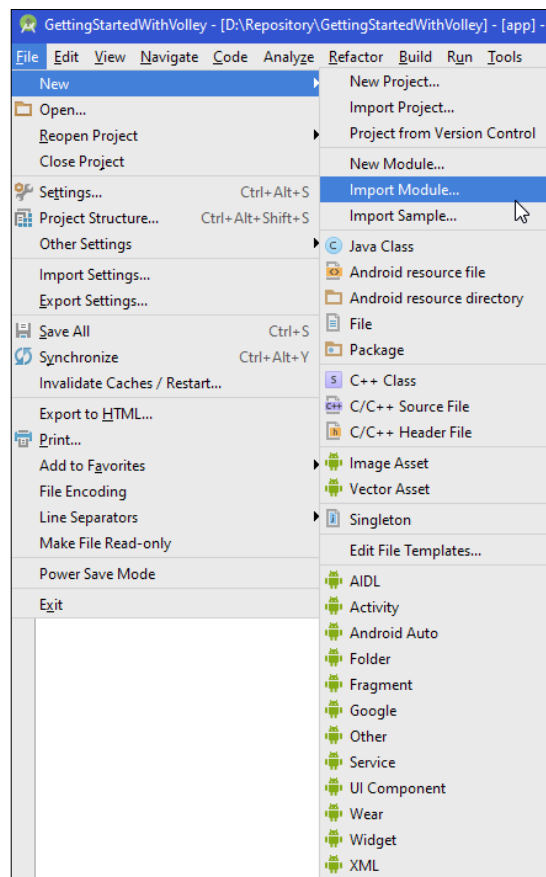 GettingStartedWithVolley - [D:\Repository\GettingStartedWithVolley] - [app] -
File Edit View Navigate Code Analyze Refactor Build Run Tools
New
Open...
Reopen Project
Close Project
Settings... Ctrl+Alt+S
Project Structure... Ctrl+Alt+Shift+S
Other Settings
Import Settings...
Export Settings...
Save All Ctrl+S
Synchronize Ctrl+Alt+Y
Invalidate Caches / Restart...
Export to HTML...
Print...
Add to Favorites
File Encoding
Line Separators
Make File Read-only
Power Save Mode
Exit
New Project...
Import Project...
Project from Version Control
New Module...
Import Module...
Import Sample...
C Java Class
Android resource file
Android resource directory
File
Package
S C++ Class
C++ C/C++ Source File
h C/C++ Header File
Image Asset
Vector Asset
Singleton
Edit File Templates...
AIDL
Activity
Android Auto
Folder
Fragment
Google
Other
Service
UI Component
Wear
Widget
XML